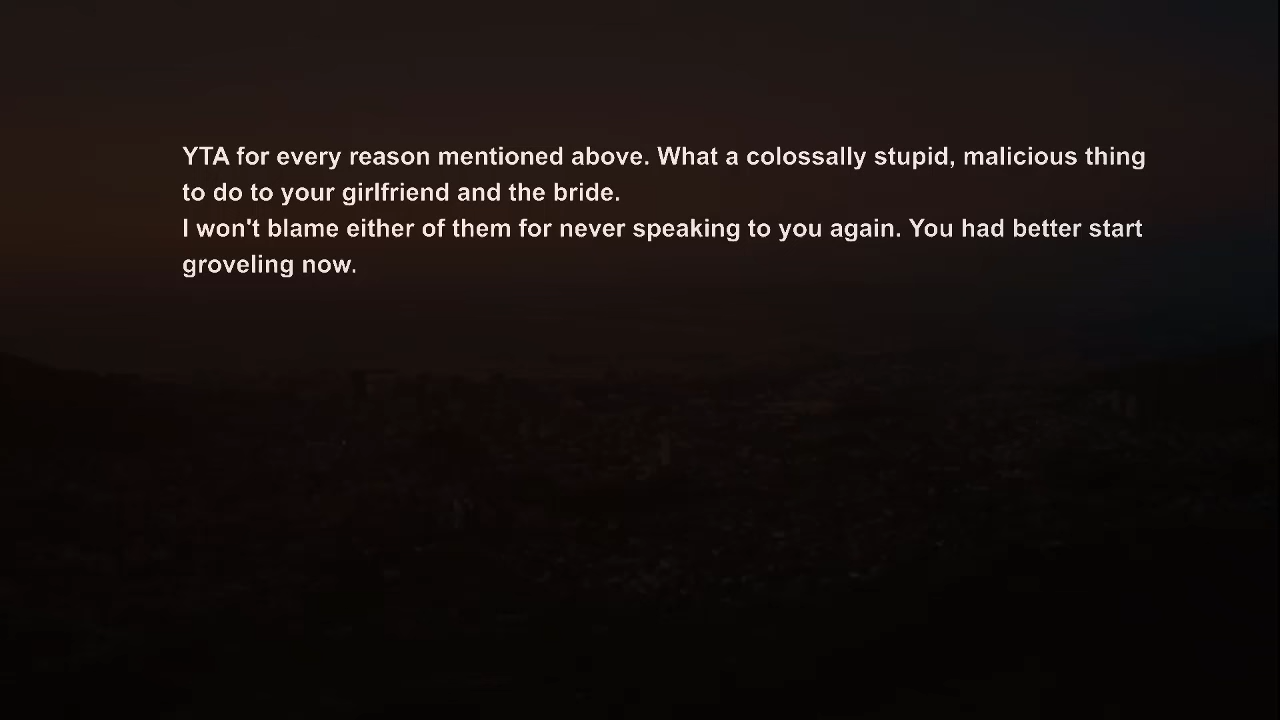 YTA for every reason mentioned above. What a colossally stupid, malicious thing
to do to your girlfriend and the bride.
I won't blame either of them for never speaking to you again. You had better start
groveling now.